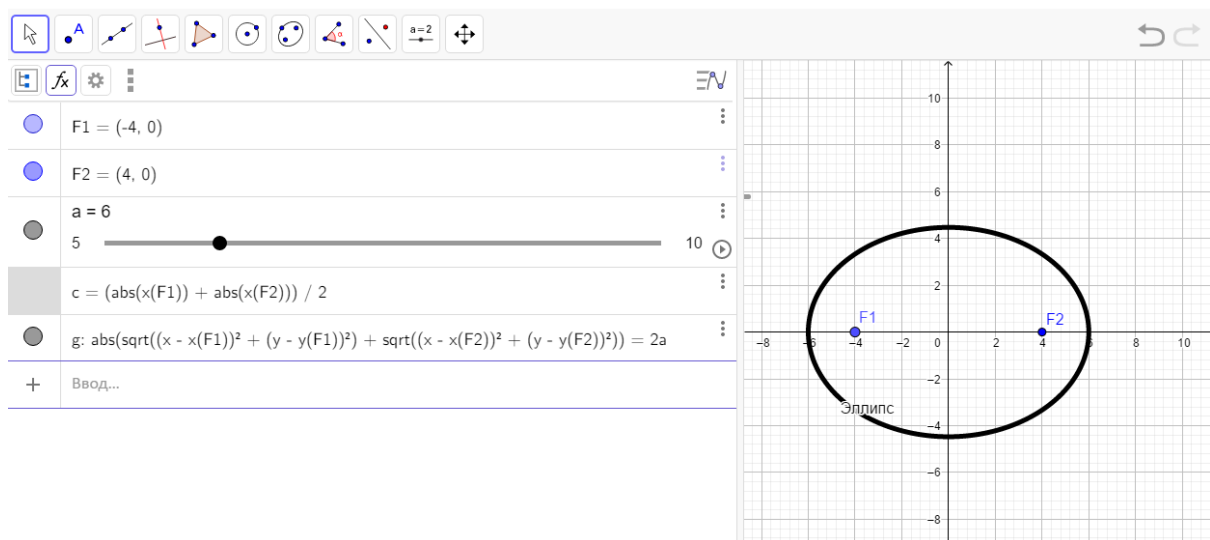 A
a=2
fx
F1 = (-4, 0)
F2 = (4, 0)
a = 6
5
10
c = (abs(x(F1)) + abs(x(F2))) / 2
g: abs(sqrt((x - x(F1))² + (y - y(F1))²) + sqrt((x - x(F2))² + (y - y(F2))²)) = 2a
+ Ввод...
10
8
6
4
2
F1
F2
–8 –6 –4 –2 0 2 4 6 8 10
–2
Эллипс
–4
–6
–8